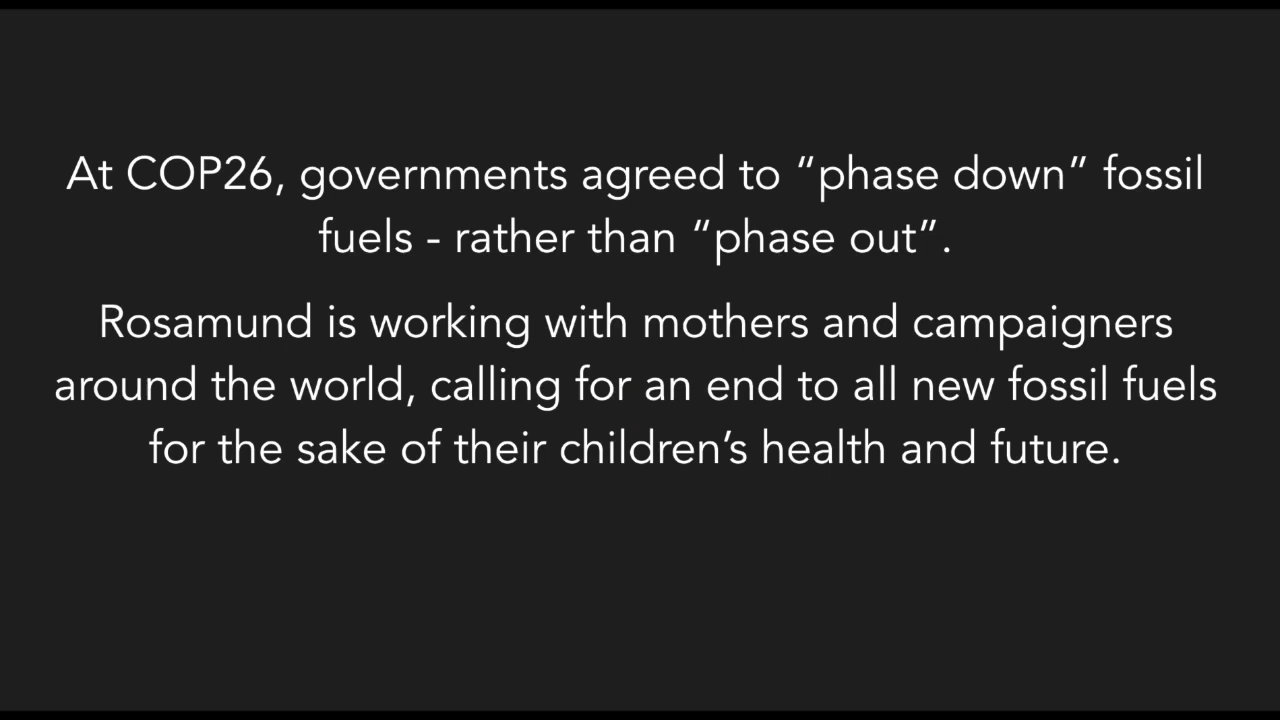 At COP26, governments agreed to “phase down” fossil
fuels - rather than “phase out”.
Rosamund is working with mothers and campaigners
around the world, calling for an end to all new fossil fuels
for the sake of their children’s health and future.